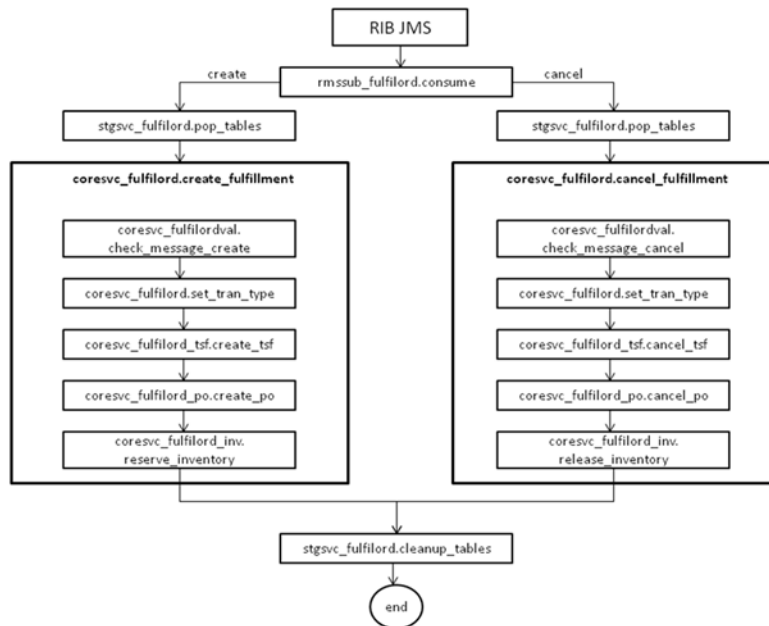 RIB JMS
create
rmssub_fulfilord.consume
cancel
stgsvc_fulfilord.pop_tables
stgsvc_fulfilord.pop_tables
coresvc_fulfilord.create_fulfillment
coresvc_fulfilordval.
check_message_create
coresvc_fulfilord.set_tran_type
coresvc_fulfilord_tsf.create_tsf
coresvc_fulfilord_po.create_po
coresvc_fulfilord_inv.
reserve_inventory
coresvc_fulfilord.cancel_fulfillment
coresvc_fulfilordval.
check_message_cancel
coresvc_fulfilord.set_tran_type
coresvc_fulfilord_tsf.cancel_tsf
coresvc_fulfilord_po.cancel_po
coresvc_fulfilord_inv.
release_inventory
stgsvc_fulfilord.cleanup_tables
end